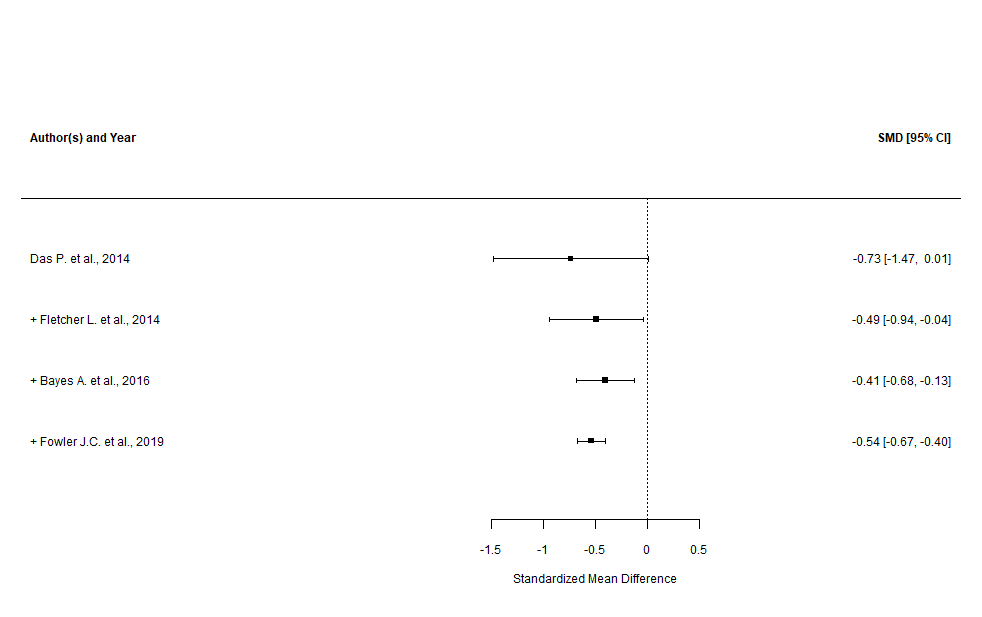 Author(s) and Year SMD [95% CI]
Das P. et al., 2014 -0.73 [-1.47,  0.01]
+ Fletcher L. et al., 2014 -0.49 [-0.94, -0.04]
+ Bayes A. et al., 2016 -0.41 [-0.68, -0.13]
+ Fowler J.C. et al., 2019 -0.54 [-0.67, -0.40]
-1.5 -1 -0.5 0 0.5
Standardized Mean Difference